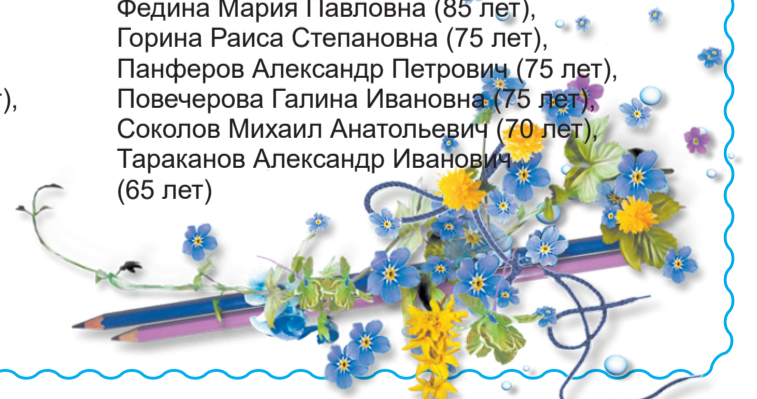 Федина Мария Павловна (85 лет),
Горина Раиса Степановна (75 лет),
Панферов Александр Петрович (75 лет),
т), Повечерова Галина Ивановна (75 лет),
Соколов Михаил Анатольевич (70 лет),
Тараканов Александр Иванович
(65 лет)